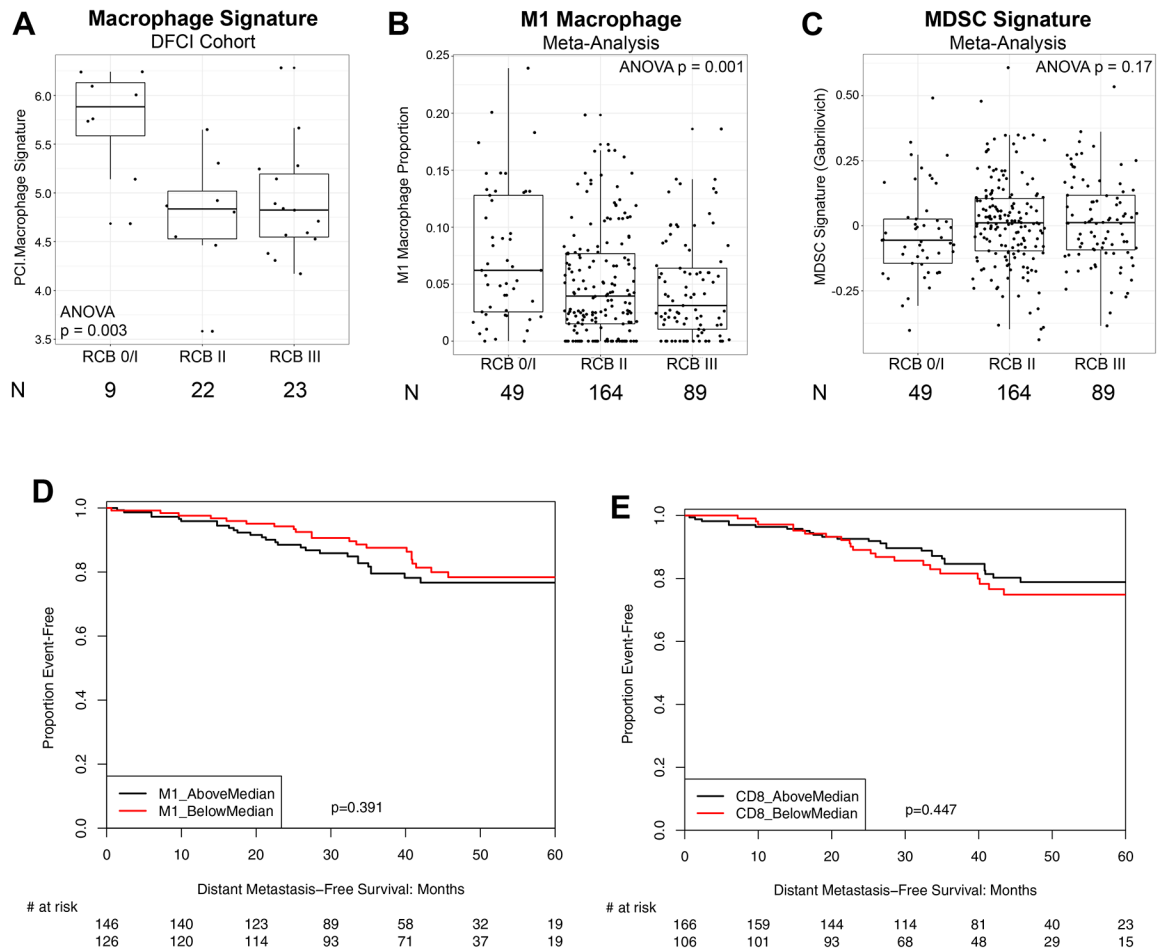 A
Macrophage Signature
DFCI Cohort
PCI.Macrophage Signature
6.0
5.5
5.0
4.5
4.0
3.5
ANOVA
p = 0.003
RCB 0/I RCB II RCB III
N 9 22 23
B
M1 Macrophage
Meta-Analysis
ANOVA p = 0.001
M1 Macrophage Proportion
0.25
0.20
0.15
0.10
0.05
0
RCB 0/I RCB II RCB III
N 49 164 89
C
MDSC Signature
Meta-Analysis
ANOVA p = 0.17
MDSC Signature (Gabrilovich)
0.50
0.25
0
-0.25
RCB 0/I RCB II RCB III
N 49 164 89
D
Proportion Event-Free
1.0
0.8
0.6
0.4
0.2
0.0
M1_AboveMedian
M1_BelowMedian
p=0.391
0 10 20 30 40 50 60
Distant Metastasis−Free Survival: Months
# at risk
146 140 123 89 58 32 19
126 120 114 93 71 37 19
E
Proportion Event-Free
1.0
0.8
0.6
0.4
0.2
0.0
CD8_AboveMedian
CD8_BelowMedian
p=0.447
0 10 20 30 40 50 60
Distant Metastasis−Free Survival: Months
# at risk
166 159 144 114 81 40 23
106 101 93 68 48 29 15